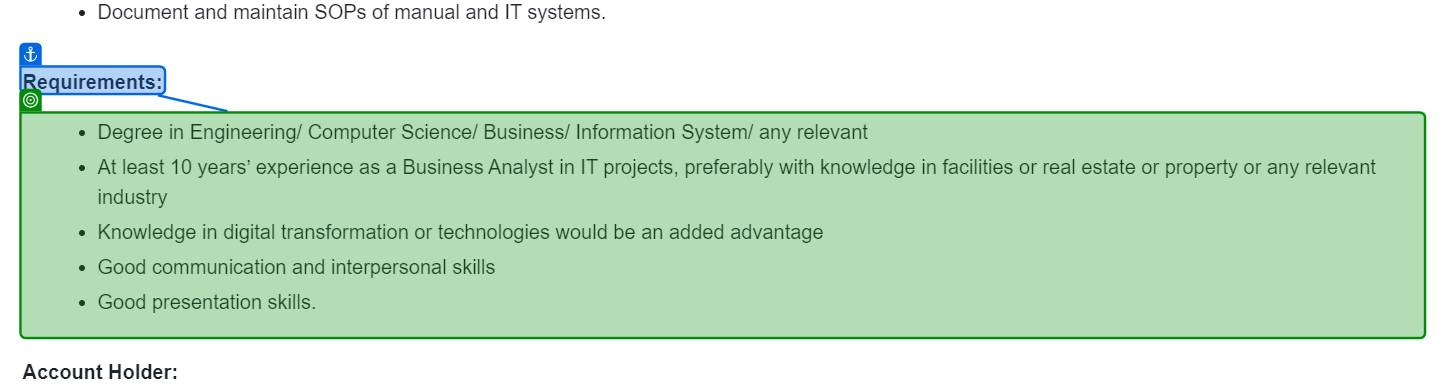 • Document and maintain SOPs of manual and IT systems.
Requirements:
• Degree in Engineering/ Computer Science/ Business/ Information System/ any relevant
• At least 10 years’ experience as a Business Analyst in IT projects, preferably with knowledge in facilities or real estate or property or any relevant
industry
• Knowledge in digital transformation or technologies would be an added advantage
• Good communication and interpersonal skills
• Good presentation skills.
Account Holder: